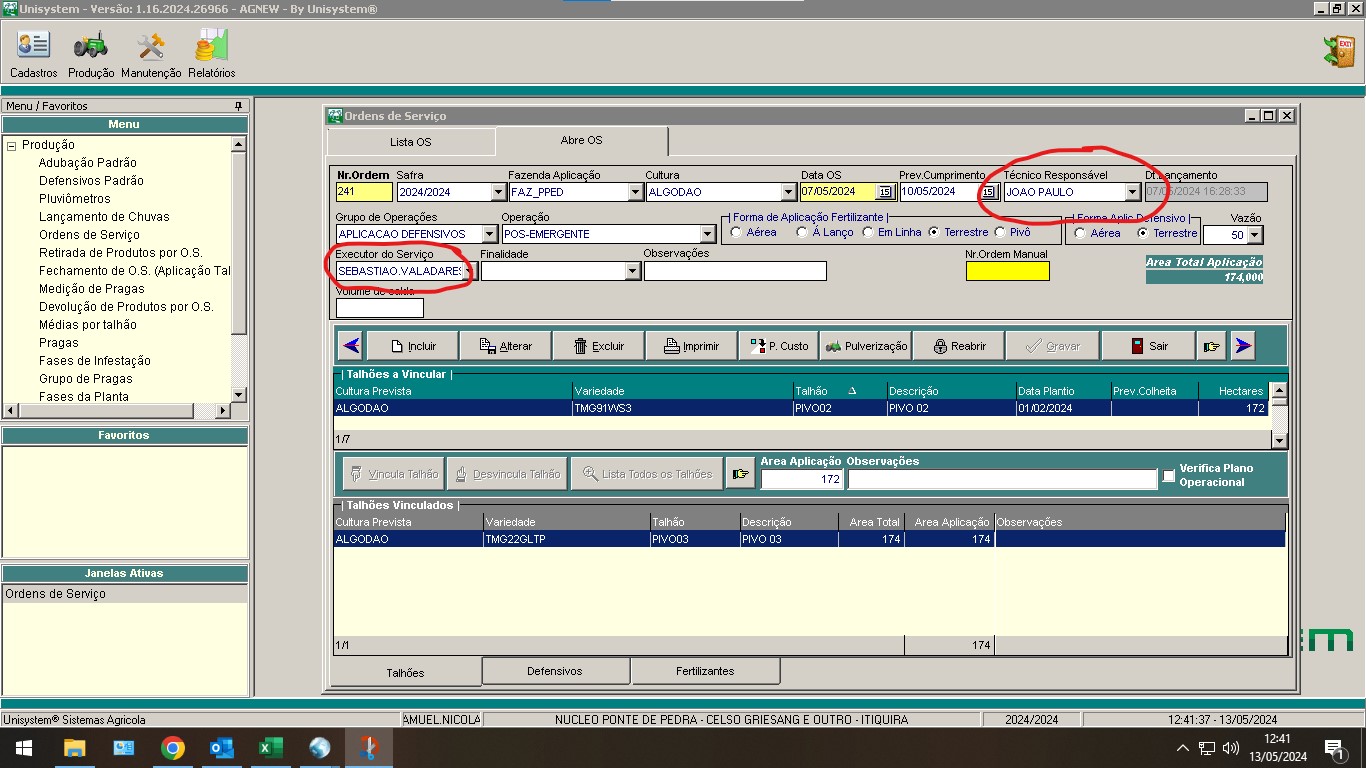 Unisystem - Versão: 1.16.2024.26966 - AGNEW - By Unisystem®
Cadastros Produção Manutenção Relatórios
EXIT
Menu / Favoritos
Menu
Produção
Adubação Padrão
Defensivos Padrão
Pluviômetros
Lançamento de Chuvas
Ordens de Serviço
Retirada de Produtos por O.S.
Fechamento de O.S. (Aplicação Tal
Medição de Pragas
Devolução de Produtos por O.S.
Médias por talhão
Pragas
Fases de Infestação
Grupo de Pragas
Fases da Planta
Favoritos
Janelas Ativas
Ordens de Serviço
Ordens de Serviço
Lista OS Abre OS
Nr.Ordem Safra Fazenda Aplicação Cultura Data OS Prev.Cumprimento Técnico Responsável Dt.Lançamento
241 2024/2024 FAZ_PPED ALGODAO 07/05/2024 15 10/05/2024 15 JOAO PAULO 07/05/2024 16:28:33
Grupo de Operações Operação Forma de Aplicação Fertilizante Forma Aplic Defensivo Vazão
APLICACAO DEFENSIVOS POS-EMERGENTE Aérea Á Lanço Em Linha Terrestre Pivô Aérea Terrestre 50
Executor do Serviço Finalidade Observações Nr.Ordem Manual Area Total Aplicação
SEBASTIAO.VALADARES 174,000
Volume de calda
Incluir Alterar Excluir Imprimir P. Custo Pulverização Reabrir Gravar Sair
Talhões a Vincular
Cultura Prevista Variedade Talhão Descrição Data Plantio Prev.Colheita Hectares
ALGODAO TMG91WS3 PIVO02 PIVO 02 01/02/2024 172
1/7
Vincula Talhão Desvincula Talhão Lista Todos os Talhões Area Aplicação Observações Verifica Plano Operacional
172
Talhões Vinculados
Cultura Prevista Variedade Talhão Descrição Area Total Area Aplicação Observações
ALGODAO TMG22GLTP PIVO03 PIVO 03 174 174
1/1 174
Talhões Defensivos Fertilizantes
Unisystem® Sistemas Agricola AMUEL.NICOLA NUCLEO PONTE DE PEDRA - CELSO GRIESANG E OUTRO - ITIQUIRA 2024/2024 12:41:37 - 13/05/2024
12:41
13/05/2024
1